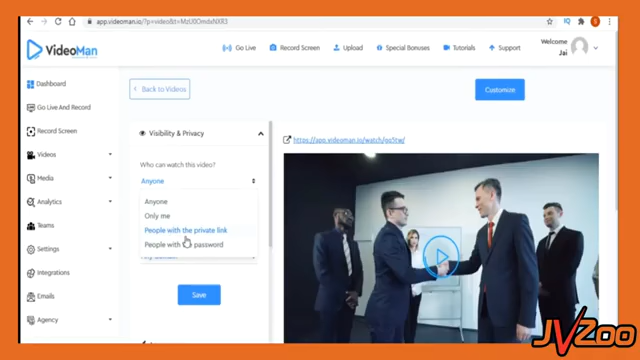 app.videoman.io/?p=video&t=MzU0OmdxNXR3
VideoMan
Go Live
Record Screen
Upload
Special Bonuses
Tutorials
Support
Welcome
Jai
S
Dashboard
Go Live And Record
Record Screen
Videos
Media
Analytics
Teams
Settings
Integrations
Emails
Agency
Back to Videos
Customize
Visibility & Privacy
Who can watch this video?
Anyone
Anyone
Only me
People with the private link
People with password
Save
https://app.videoman.io/watch/gq5tw/
JVZoo